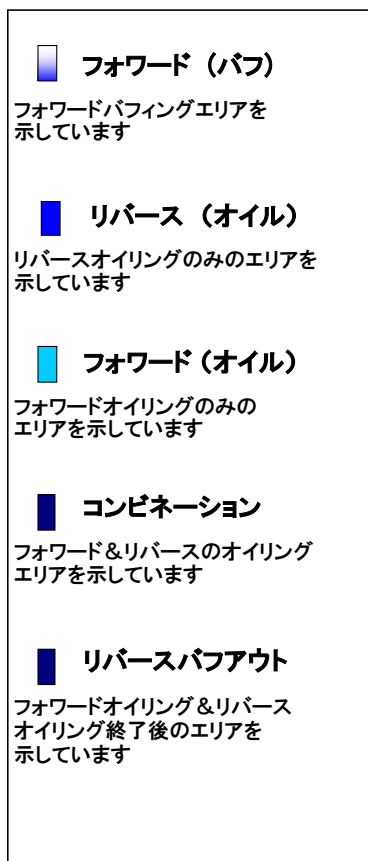 フォワード (バフ)
フォワードバフィングエリアを
示しています
リバース (オイル)
リバースオイリングのみのエリアを
示しています
フォワード (オイル)
フォワードオイリングのみの
エリアを示しています
コンビネーション
フォワード&リバースのオイリング
エリアを示しています
リバースバフアウト
フォワードオイリング&リバース
オイリング終了後のエリアを
示しています